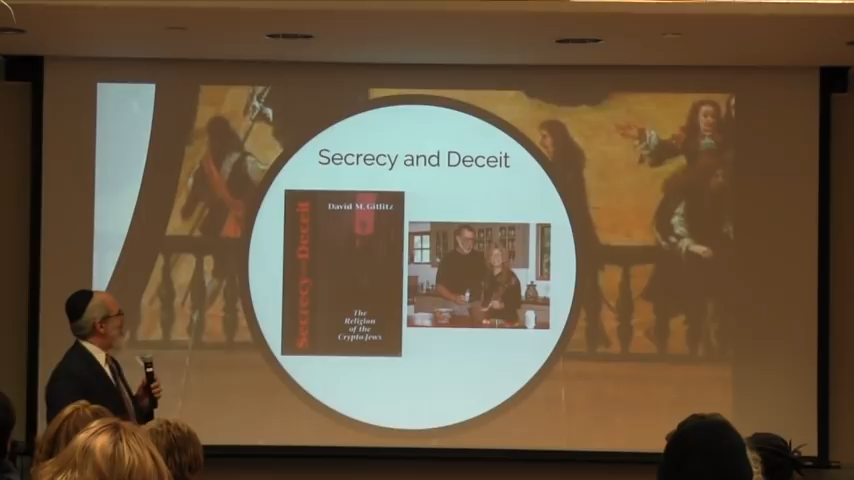 Secrecy and Deceit
David M. Gitlitz
Secrecy and Deceit
The
Religion
of the
Crypto Jews